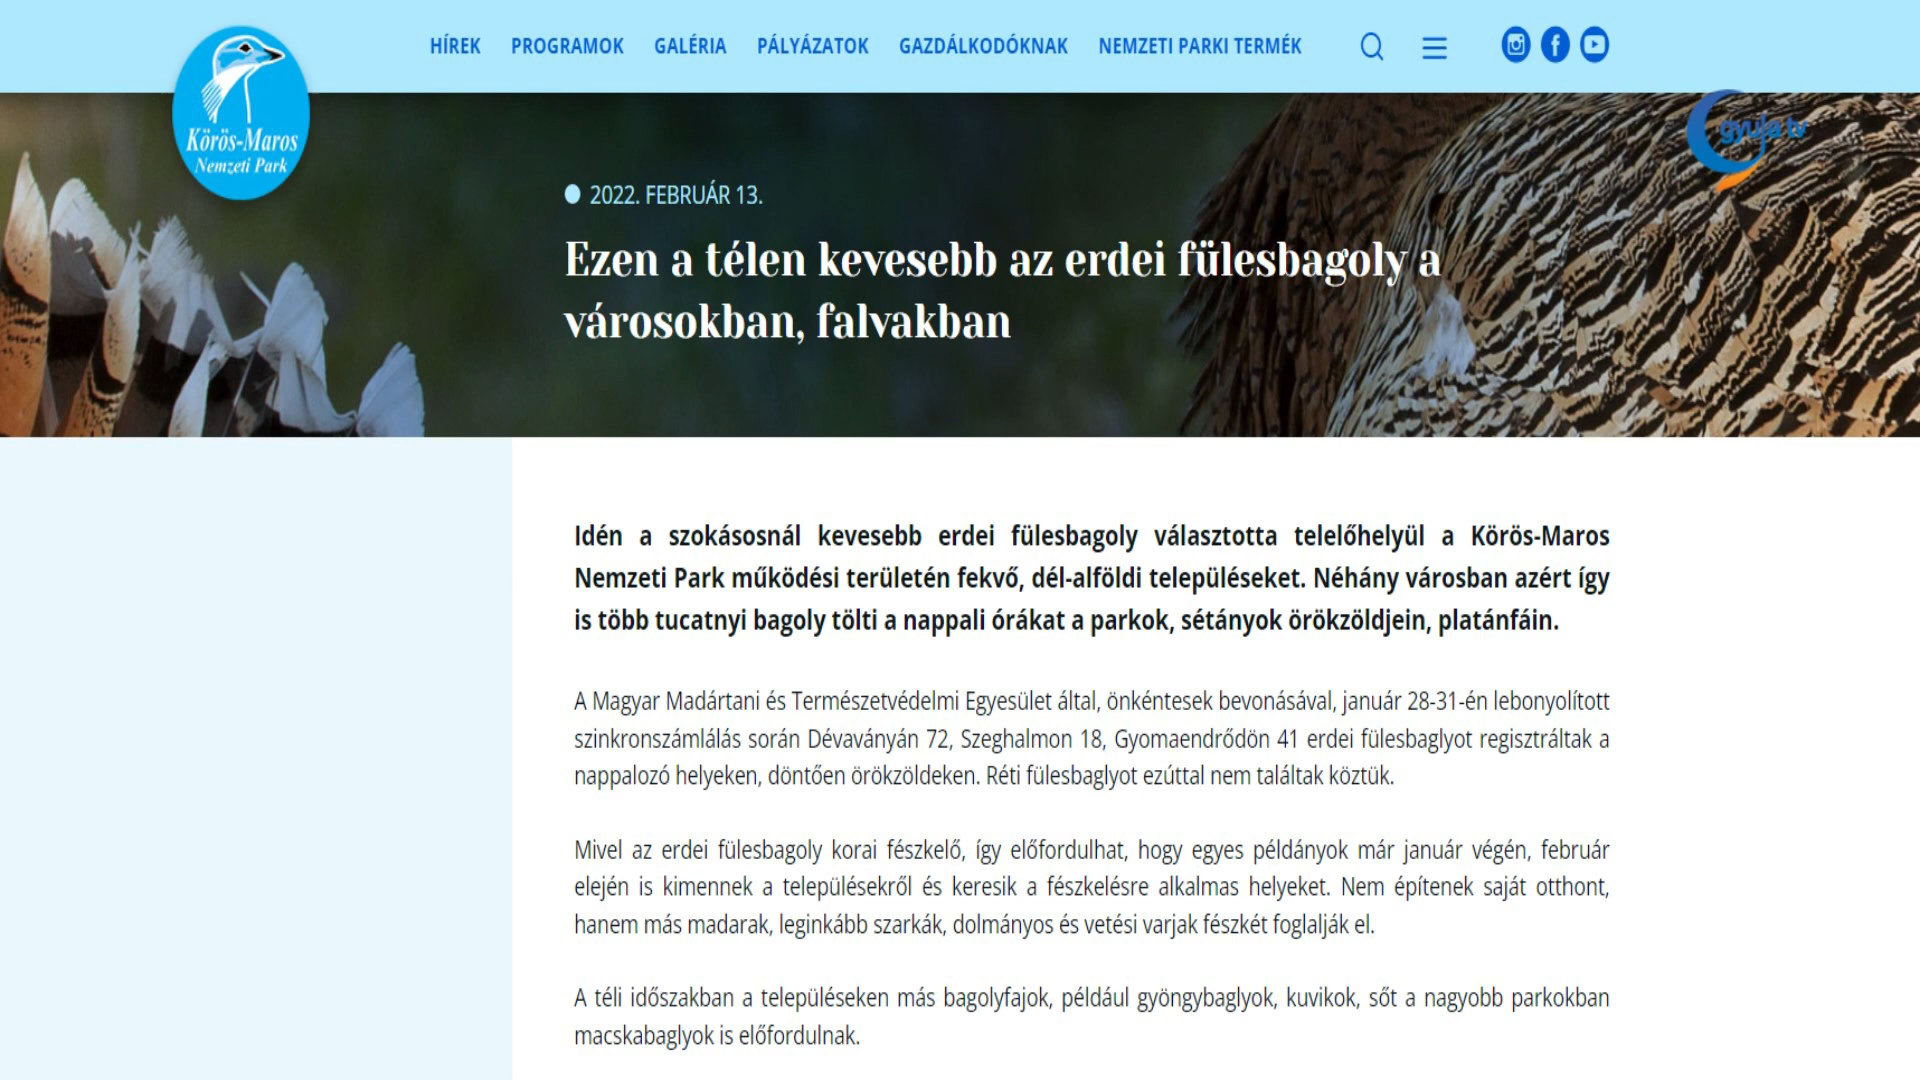 HÍREK PROGRAMOK GALÉRIA PÁLYÁZATOK GAZDÁLKODÓKNAK NEMZETI PARKI TERMÉK
Körös-Maros
Nemzeti Park
gyula tv
2022. FEBRUÁR 13.
Ezen a télen kevesebb az erdei fülesbagoly a
városokban, falvakban
Idén a szokásosnál kevesebb erdei fülesbagoly választotta telelőhelyül a Körös-Maros
Nemzeti Park működési területén fekvő, dél-alföldi településeket. Néhány városban azért így
is több tucatnyi bagoly tölti a nappali órákat a parkok, sétányok örökzöldjein, platánfáin.
A Magyar Madártani és Természetvédelmi Egyesület által, önkéntesek bevonásával, január 28-31-én lebonyolított
szinkronszámlálás során Dévaványán 72, Szeghalmon 18, Gyomaendrődön 41 erdei fülesbaglyot regisztráltak a
nappalozó helyeken, döntően örökzöldeken. Réti fülesbaglyot ezúttal nem találtak köztük.
Mivel az erdei fülesbagoly korai fészkelő, így előfordulhat, hogy egyes példányok már január végén, február
elején is kimennek a településekről és keresik a fészkelésre alkalmas helyeket. Nem építenek saját otthont,
hanem más madarak, leginkább szarkák, dolmányos és vetési varjak fészkét foglalják el.
A téli időszakban a településeken más bagolyfajok, például gyöngybaglyok, kuvikok, sőt a nagyobb parkokban
macskabaglyok is előfordulnak.